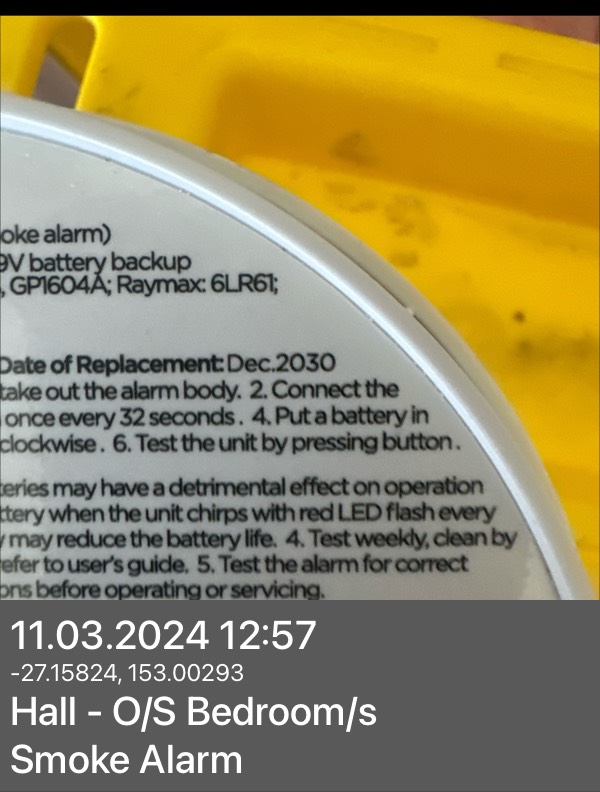 oke alarm)
9V battery backup
, GP1604A; Raymax: 6LR61;
Date of Replacement: Dec.2030
take out the alarm body. 2. Connect the
once every 32 seconds. 4. Put a battery in
clockwise. 6. Test the unit by pressing button.
eries may have a detrimental effect on operation
ttery when the unit chirps with red LED flash every
may reduce the battery life. 4. Test weekly, clean by
efer to user's guide. 5. Test the alarm for correct
ons before operating or servicing.
11.03.2024 12:57
-27.15824, 153.00293
Hall - O/S Bedroom/s
Smoke Alarm